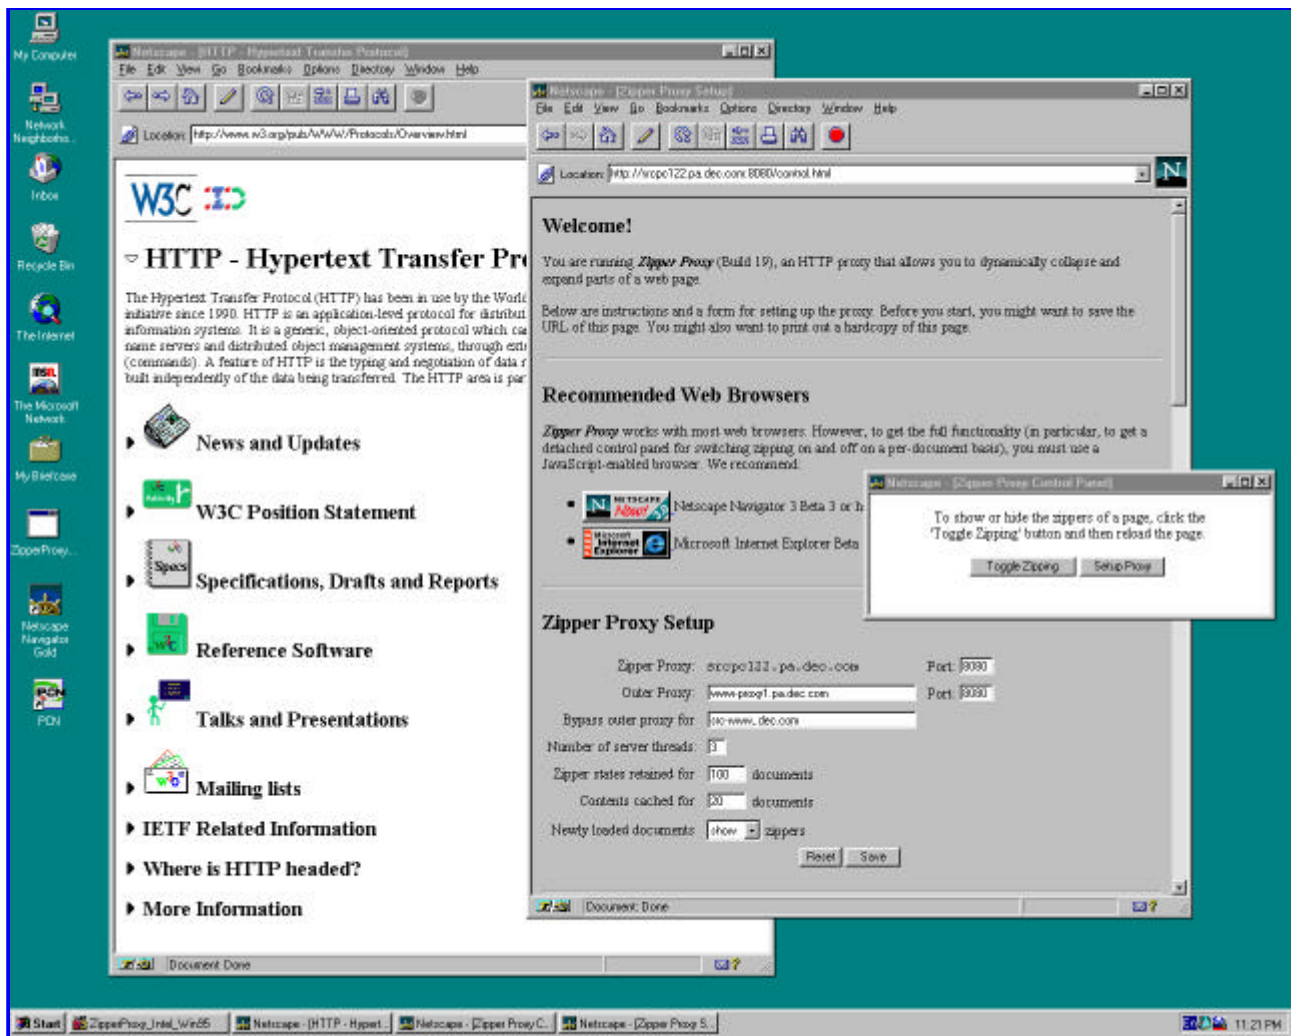 My Computer
Network
Neighborho...
Inbox
Recycle Bin
The Internet
msn
The Microsoft
Network
My Briefcase
ZipperProxy...
Netscape
Navigator
Gold
PCN
PCN
Netscape - [HTTP - Hypertext Transfer Protocol]
File Edit View Go Bookmarks Options Directory Window Help
Location: http://www.w3.org/pub/WWW/Protocols/Overview.html
W3C
HTTP - Hypertext Transfer Pro
The Hypertext Transfer Protocol (HTTP) has been in use by the World
initiative since 1990. HTTP is an application-level protocol for distribut
information systems. It is a generic, object-oriented protocol which ca
name servers and distributed object management systems, through exte
(commands). A feature of HTTP is the typing and negotiation of data r
built independently of the data being transferred. The HTTP area is par
News and Updates
W3C Position Statement
Specs
Specifications, Drafts and Reports
Reference Software
Talks and Presentations
Mailing lists
IETF Related Information
Where is HTTP headed?
More Information
Document: Done
Netscape - [Zipper Proxy Setup]
File Edit View Go Bookmarks Options Directory Window Help
Location: http://srcpc122.pa.dec.com:8080/control.html
N
Welcome!
You are running Zipper Proxy (Build 19), an HTTP proxy that allows you to dynamically collapse and
expand parts of a web page.
Below are instructions and a form for setting up the proxy. Before you start, you might want to save the
URL of this page. You might also want to print out a hardcopy of this page.
Recommended Web Browsers
Zipper Proxy works with most web browsers. However, to get the full functionality (in particular, to get a
detached control panel for switching zipping on and off on a per-document basis), you must use a
JavaScript-enabled browser. We recommend:
N NETSCAPE Now! Netscape Navigator 3 Beta 3 or h
Microsoft Internet Explorer Microsoft Internet Explorer Beta
Zipper Proxy Setup
Zipper Proxy: srcpc122.pa.dec.com Port: 8080
Outer Proxy: www-proxy1.pa.dec.com Port: 8080
Bypass outer proxy for src-www.dec.com
Number of server threads: 3
Zipper states retained for 100 documents
Contents cached for 20 documents
Newly loaded documents show zippers
Reset Save
Document: Done
Netscape - [Zipper Proxy Control Panel]
To show or hide the zippers of a page, click the
'Toggle Zipping' button and then reload the page.
Toggle Zipping Setup Proxy
Start ZipperProxy_Intel_Win95 Netscape - [HTTP - Hypert... Netscape - [Zipper Proxy C... Netscape - [Zipper Proxy S... 11:21 PM